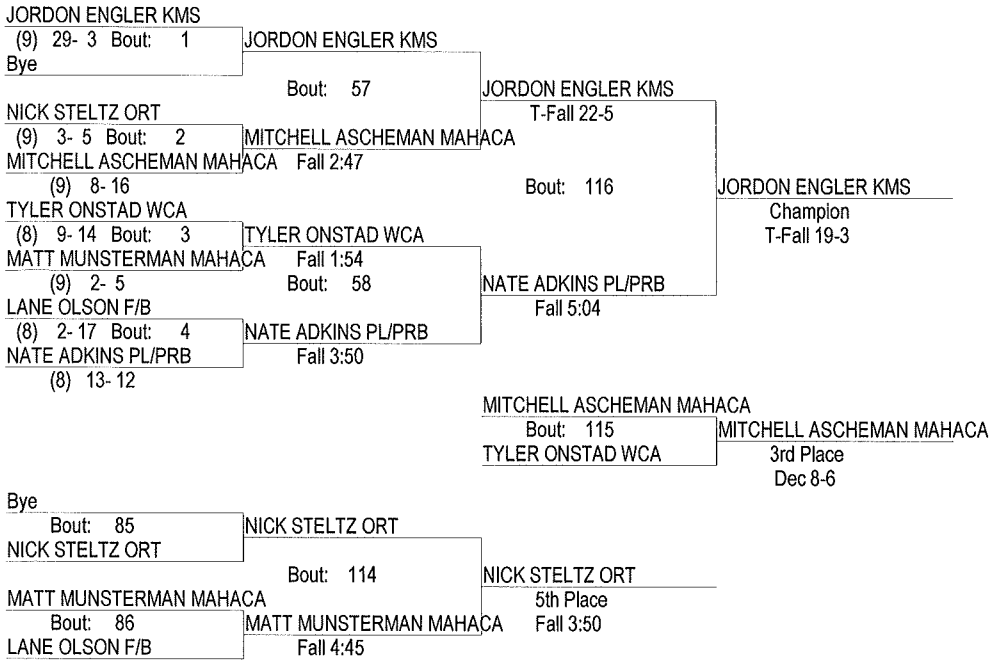 JORDON ENGLER KMS
(9) 29- 3 Bout: 1
Bye
JORDON ENGLER KMS
Bout: 57
NICK STELTZ ORT
(9) 3- 5 Bout: 2
MITCHELL ASCHEMAN MAHACA
(9) 8- 16
MITCHELL ASCHEMAN MAHACA
Fall 2:47
JORDON ENGLER KMS
T-Fall 22-5
Bout: 116
JORDON ENGLER KMS
Champion
T-Fall 19-3
TYLER ONSTAD WCA
(8) 9- 14 Bout: 3
MATT MUNSTERMAN MAHACA
(9) 2- 5
TYLER ONSTAD WCA
Fall 1:54
Bout: 58
LANE OLSON F/B
(8) 2- 17 Bout: 4
NATE ADKINS PL/PRB
(8) 13- 12
NATE ADKINS PL/PRB
Fall 3:50
NATE ADKINS PL/PRB
Fall 5:04
MITCHELL ASCHEMAN MAHACA
Bout: 115
TYLER ONSTAD WCA
MITCHELL ASCHEMAN MAHACA
3rd Place
Dec 8-6
Bye
Bout: 85
NICK STELTZ ORT
NICK STELTZ ORT
Bout: 114
MATT MUNSTERMAN MAHACA
Bout: 86
LANE OLSON F/B
MATT MUNSTERMAN MAHACA
Fall 4:45
NICK STELTZ ORT
5th Place
Fall 3:50